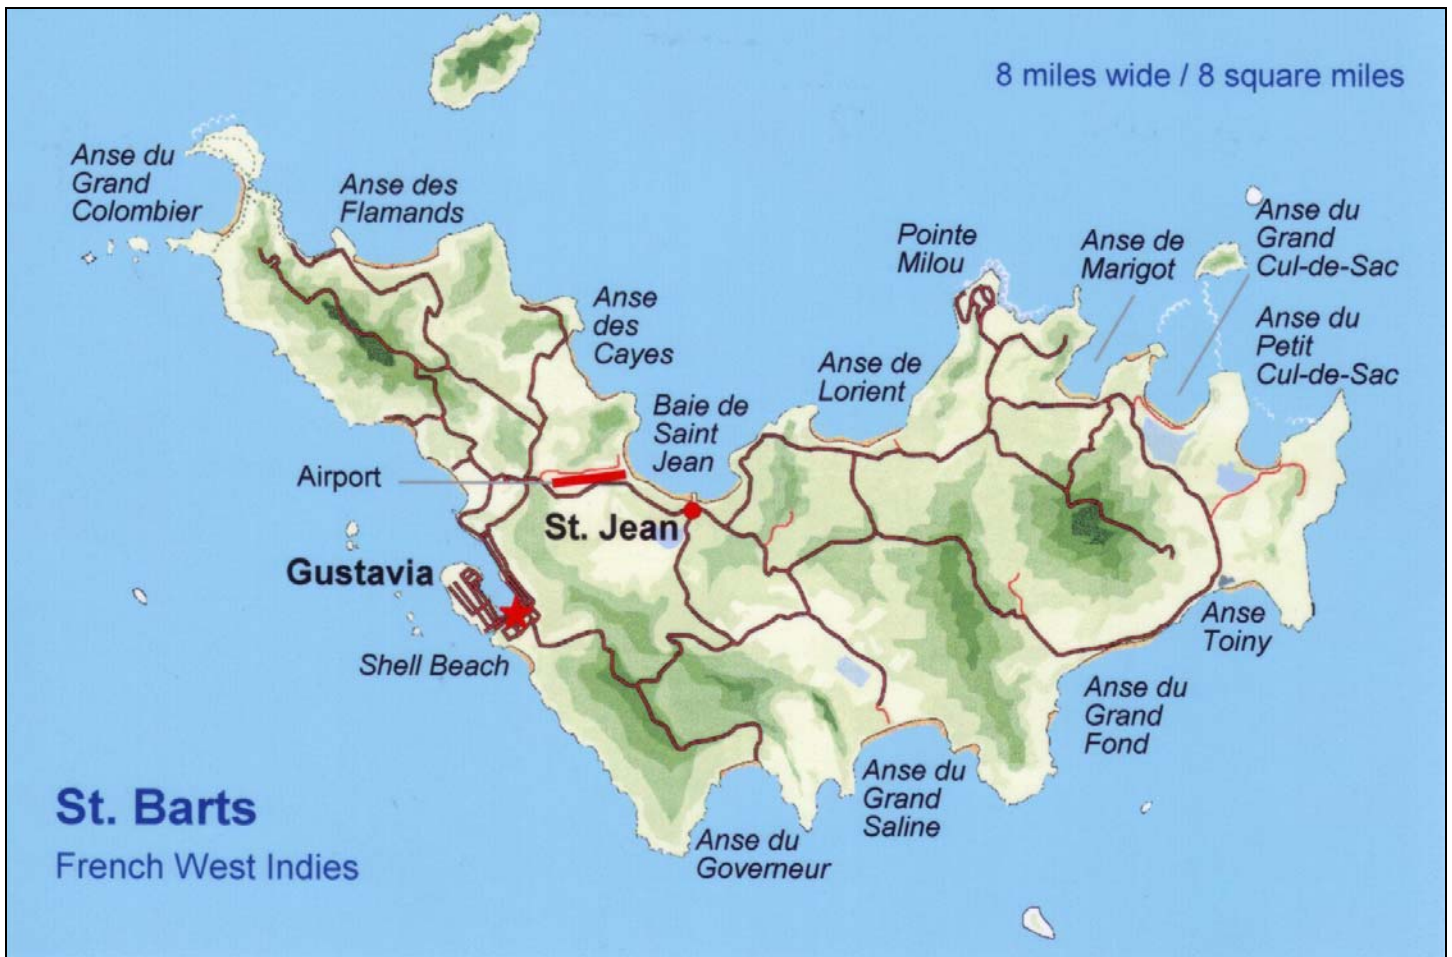 8 miles wide / 8 square miles
Anse du
Grand
Colombier
Anse des
Flamands
Anse
des
Cayes
Pointe
Milou
Anse de
Marigot
Anse du
Grand
Cul-de-Sac
Anse du
Petit
Cul-de-Sac
Anse de
Lorient
Baie de
Saint
Jean
Airport
St. Jean
Gustavia
Shell Beach
Anse
Toiny
Anse du
Grand
Fond
Anse du
Grand
Saline
Anse du
Governeur
St. Barts
French West Indies